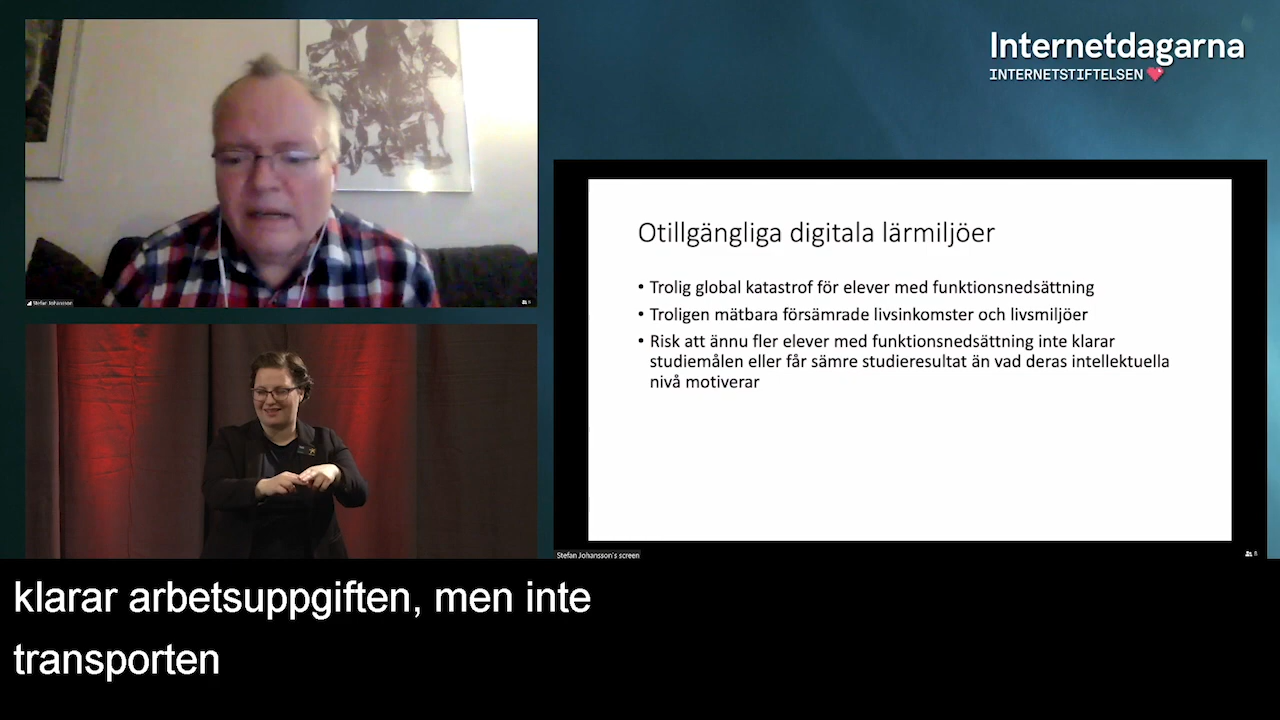 Internetdagarna
INTERNETSTIFTELSEN
Otillgängliga digitala lärmiljöer
• Trolig global katastrof för elever med funktionsnedsättning
• Troligen mätbara försämrade livsinkomster och livsmiljöer
• Risk att ännu fler elever med funktionsnedsättning inte klarar
studiemålen eller får sämre studieresultat än vad deras intellektuella
nivå motiverar
Stefan Johansson
Stefan Johansson's screen
klarar arbetsuppgiften, men inte
transporten